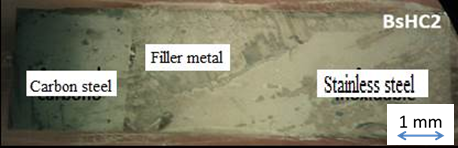 BsHC2
Filler metal
Carbon steel
Stainless steel
1 mm